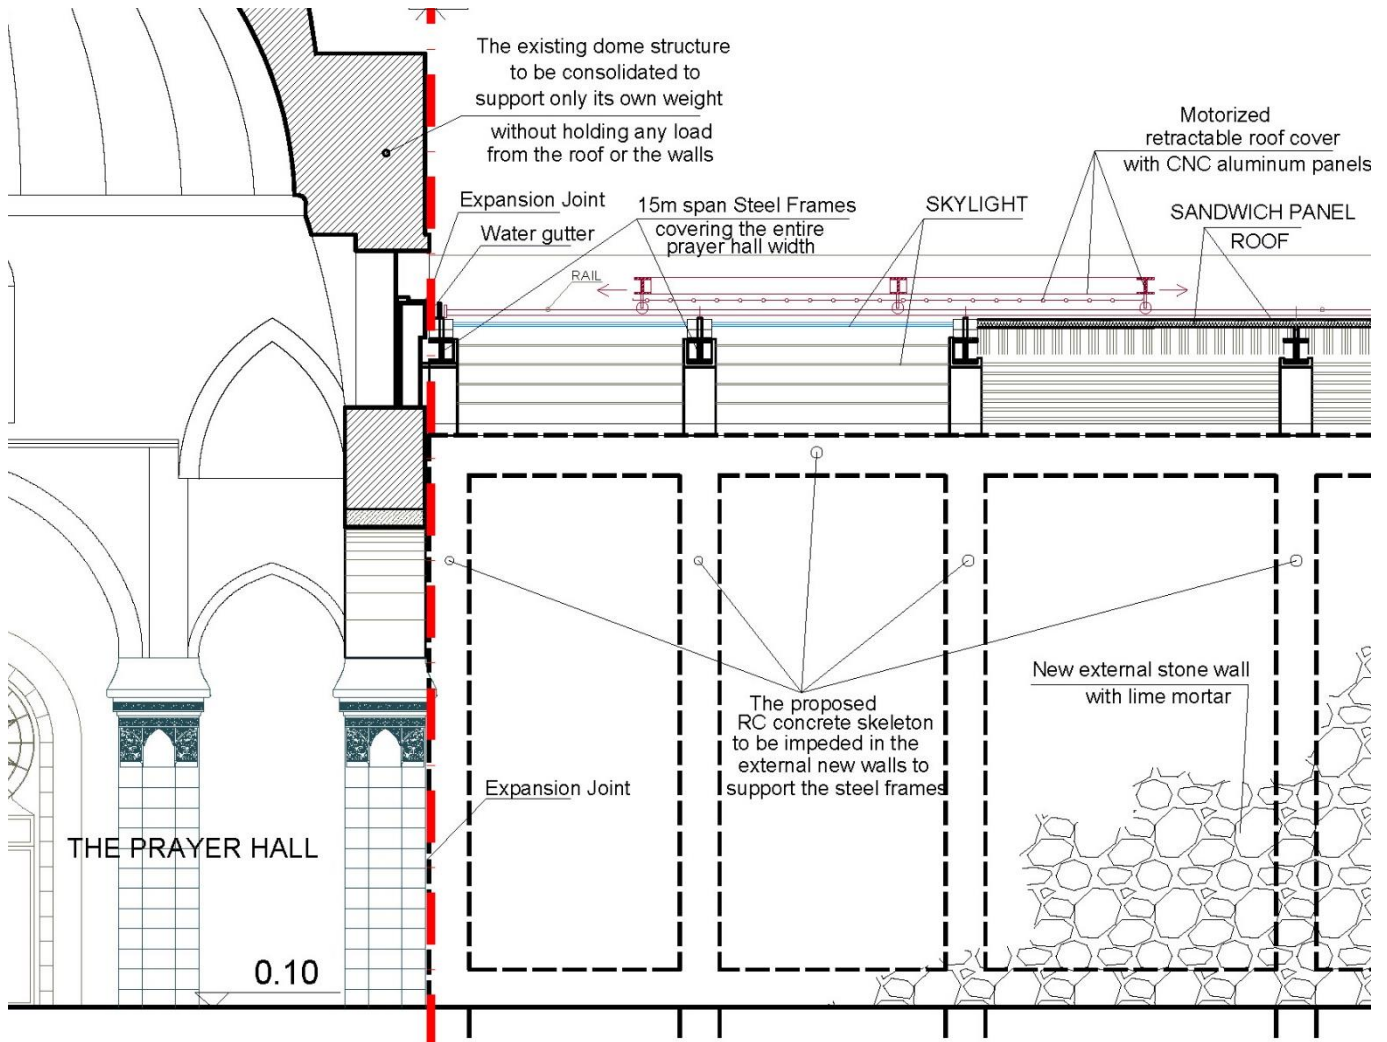 The existing dome structure
to be consolidated to
support only its own weight
without holding any load
from the roof or the walls
Motorized
retractable roof cover
with CNC aluminum panels
Expansion Joint
15m span Steel Frames
covering the entire
prayer hall width
SKYLIGHT
SANDWICH PANEL
ROOF
Water gutter
RAIL
New external stone wall
with lime mortar
The proposed
RC concrete skeleton
to be impeded in the
external new walls to
support the steel frames
Expansion Joint
THE PRAYER HALL
0.10